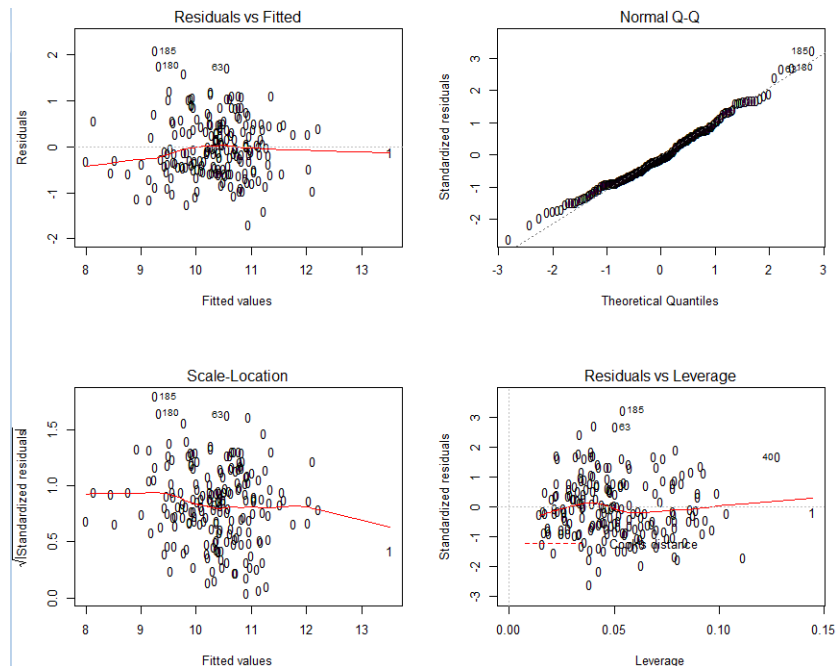 Residuals vs Fitted
Residuals
2
1
0
-1
-2
185
180
63
1
8 9 10 11 12 13
Fitted values
Normal Q-Q
Standardized residuals
3
2
1
0
-1
-2
185
63
180
-3 -2 -1 0 1 2 3
Theoretical Quantiles
Scale-Location
√|Standardized residuals|
1.5
1.0
0.5
0.0
185
180
63
1
8 9 10 11 12 13
Fitted values
Residuals vs Leverage
Standardized residuals
3
2
1
0
-1
-2
-3
185
63
40
1
Cook's distance
0.00 0.05 0.10 0.15
Leverage